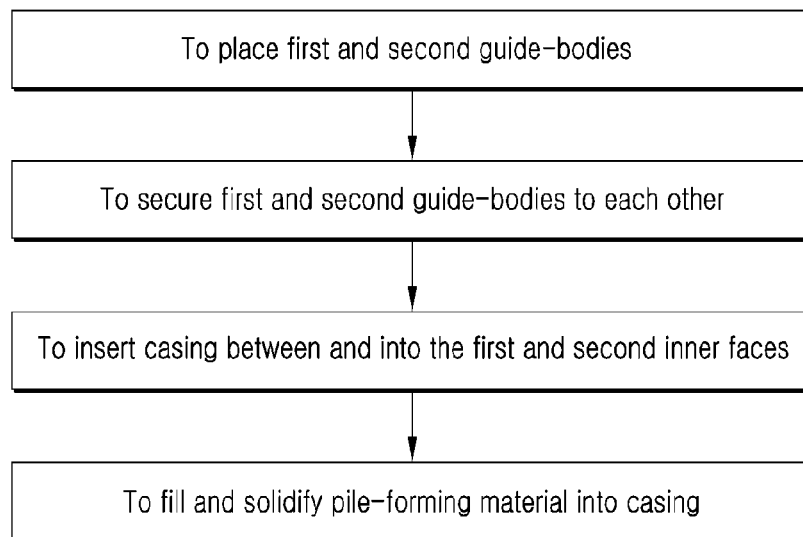 To place first and second guide-bodies
To secure first and second guide-bodies to each other
To insert casing between and into the first and second inner faces
To fill and solidify pile-forming material into casing